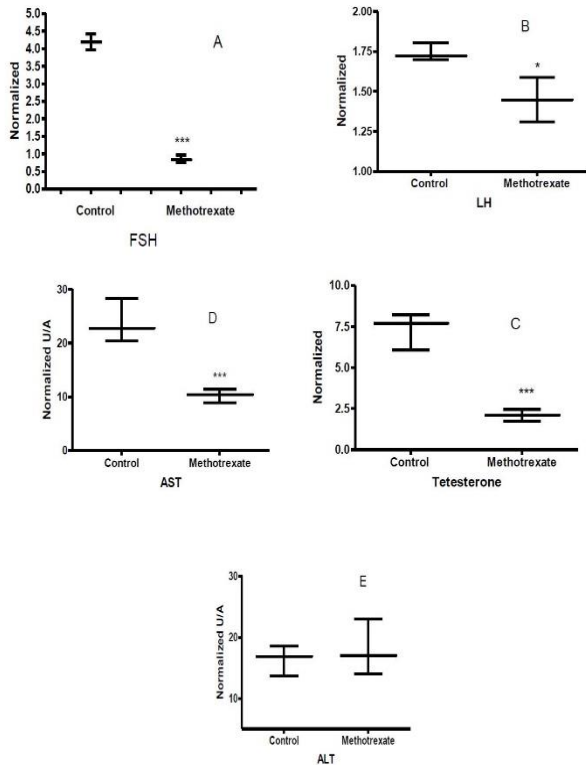 A
Normalized
5.0
4.5
4.0
3.5
3.0
2.5
2.0
1.5
1.0
0.5
0.0
***
Control Methotrexate
FSH
B
Normalized
2.00
1.75
1.50
1.25
1.00
*
Control Methotrexate
LH
D
Normalized U/A
30
20
10
0
***
Control Methotrexate
AST
C
Normalized
10.0
7.5
5.0
2.5
0.0
***
Control Methotrexate
Tetesterone
E
Normalized U/A
30
20
10
Control Methotrexate
ALT